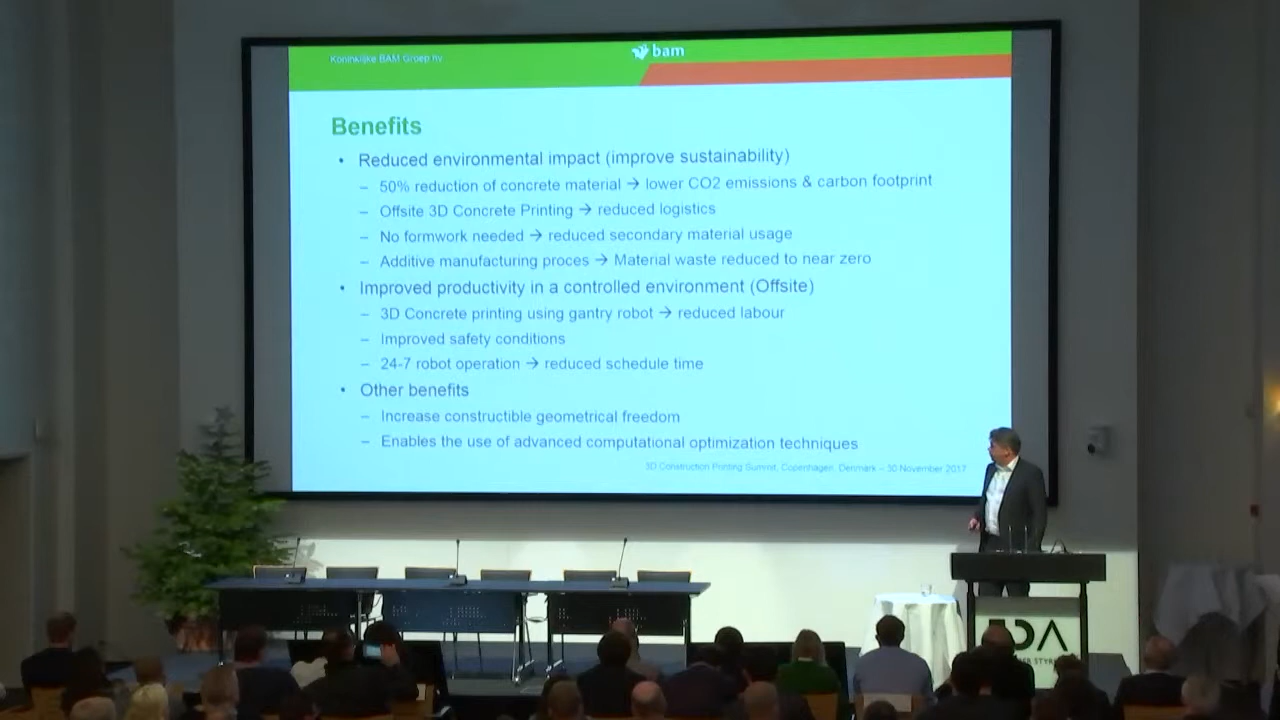 Koninklijke BAM Groep nv
bam
Benefits
• Reduced environmental impact (improve sustainability)
– 50% reduction of concrete material → lower CO2 emissions & carbon footprint
– Offsite 3D Concrete Printing → reduced logistics
– No formwork needed → reduced secondary material usage
– Additive manufacturing proces → Material waste reduced to near zero
• Improved productivity in a controlled environment (Offsite)
– 3D Concrete printing using gantry robot → reduced labour
– Improved safety conditions
– 24-7 robot operation → reduced schedule time
• Other benefits
– Increase constructible geometrical freedom
– Enables the use of advanced computational optimization techniques
3D Construction Printing Summit, Copenhagen, Denmark – 30 November 2017
IDA